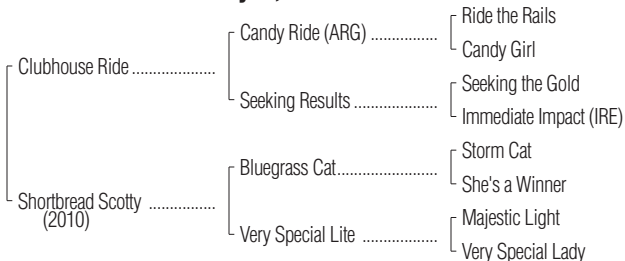 Ride the Rails
Candy Ride (ARG) ................
Candy Girl
Clubhouse Ride ....................
Seeking the Gold
Seeking Results ....................
Immediate Impact (IRE)
Storm Cat
Bluegrass Cat........................
She's a Winner
Shortbread Scotty ................
(2010)
Majestic Light
Very Special Lite ..................
Very Special Lady